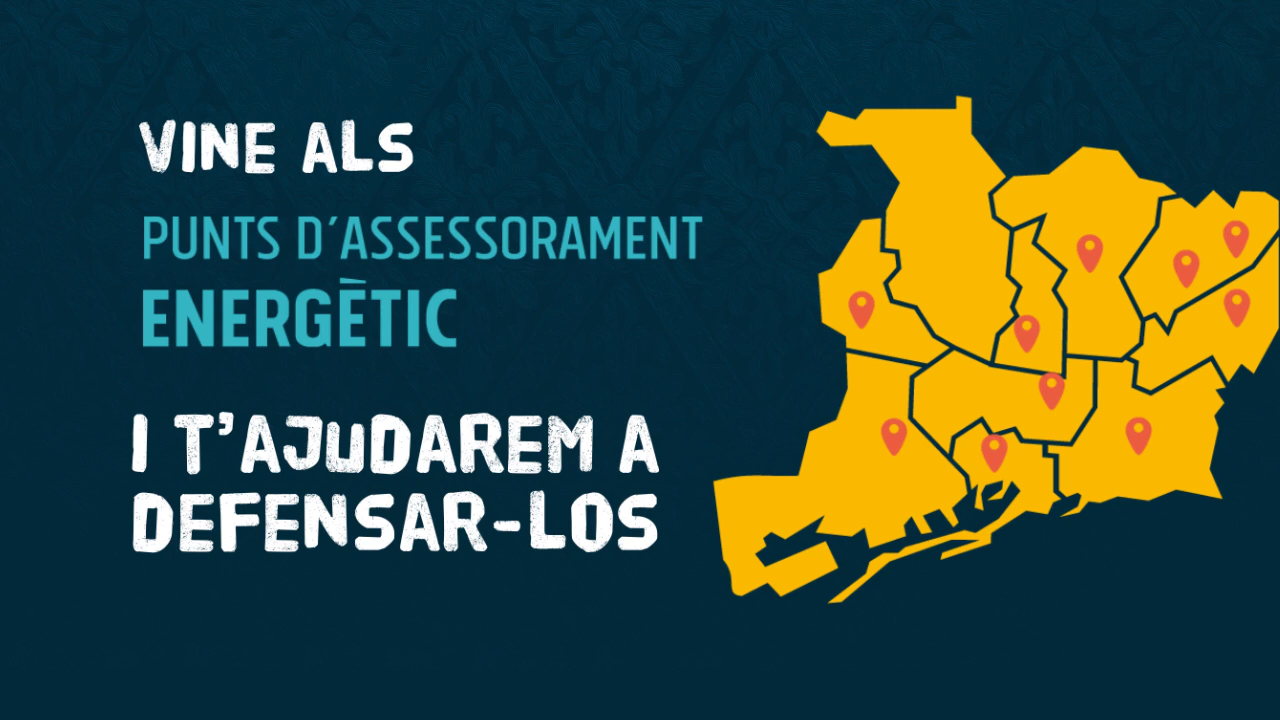 VINE ALS
PUNTS D´ASSESSORAMENT
ENERGÈTIC
I T'AJUDAREM A
DEFENSAR-LOS